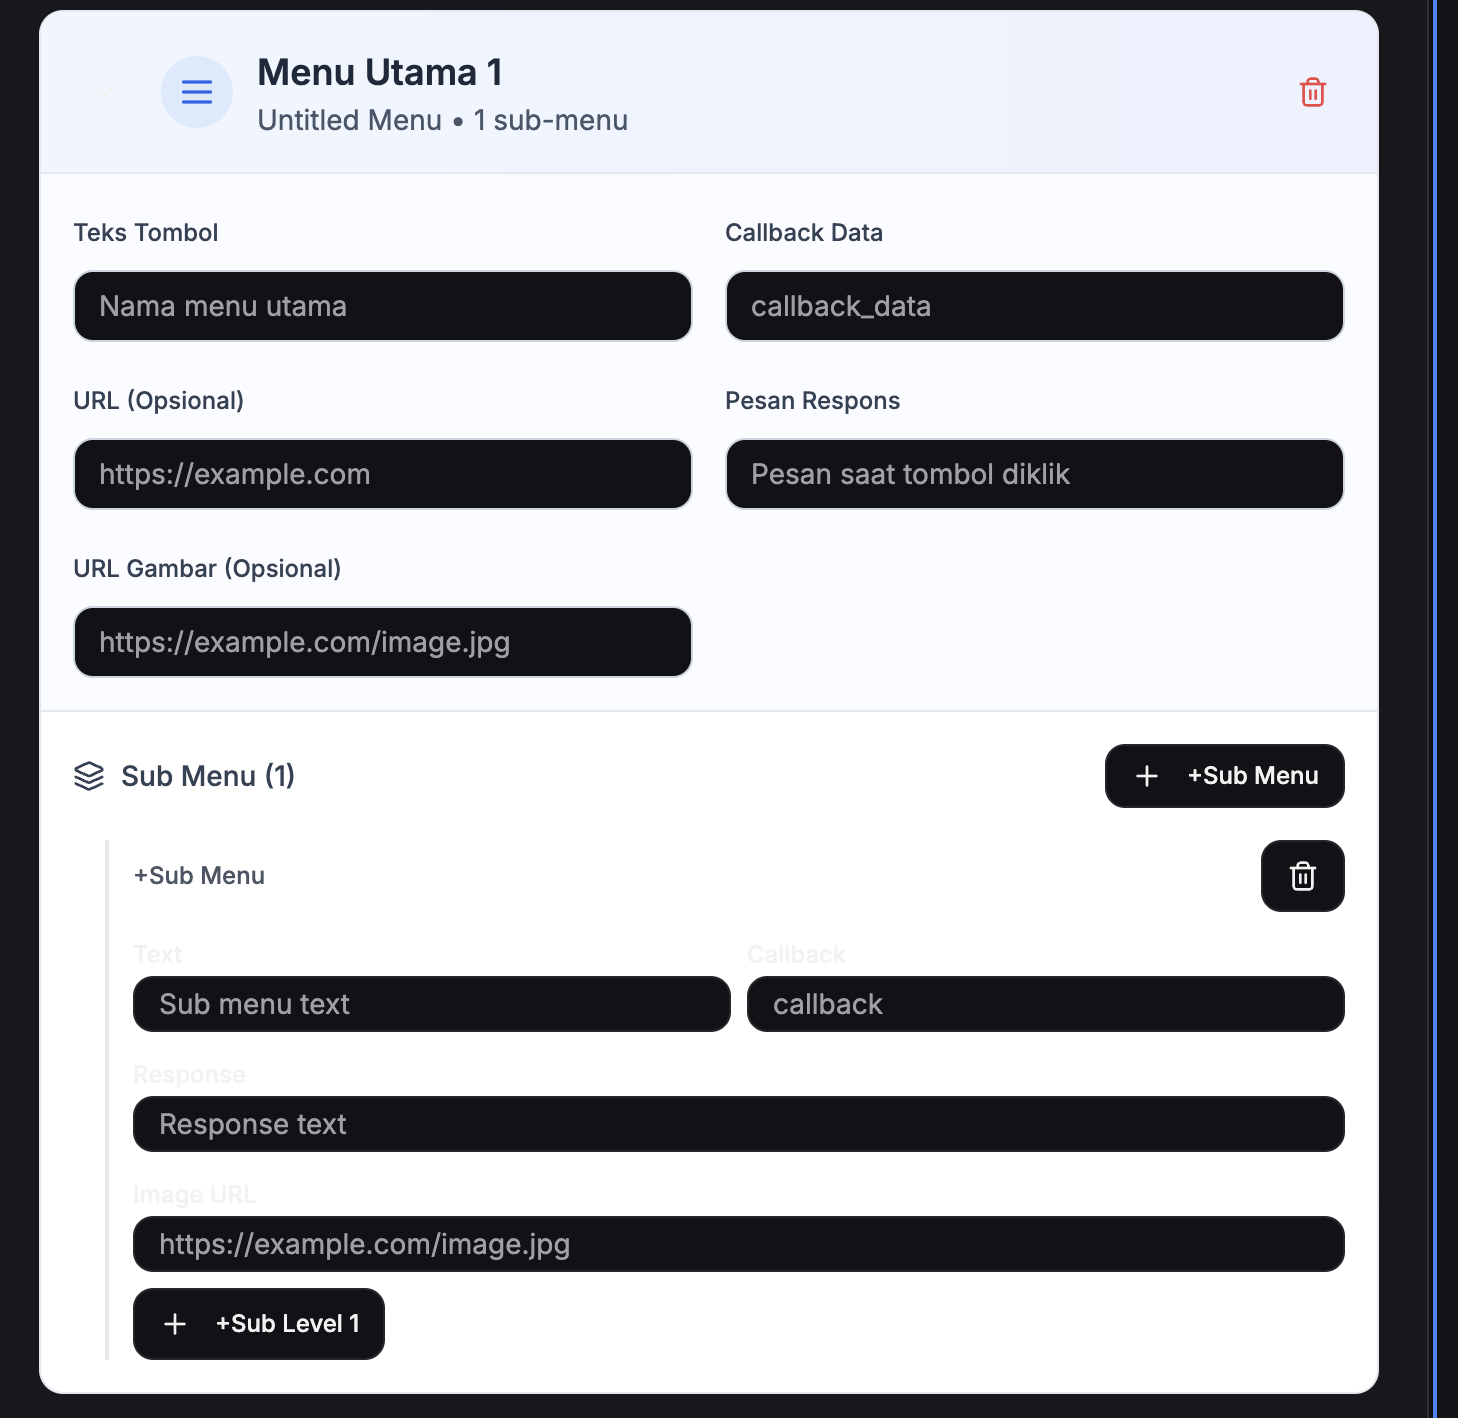 Menu Utama 1
Untitled Menu • 1 sub-menu
Teks Tombol
Callback Data
Nama menu utama
callback_data
URL (Opsional)
Pesan Respons
https://example.com
Pesan saat tombol diklik
URL Gambar (Opsional)
https://example.com/image.jpg
Sub Menu (1)
+Sub Menu
+Sub Menu
Text
Callback
Sub menu text
callback
Response
Response text
Image URL
https://example.com/image.jpg
+Sub Level 1